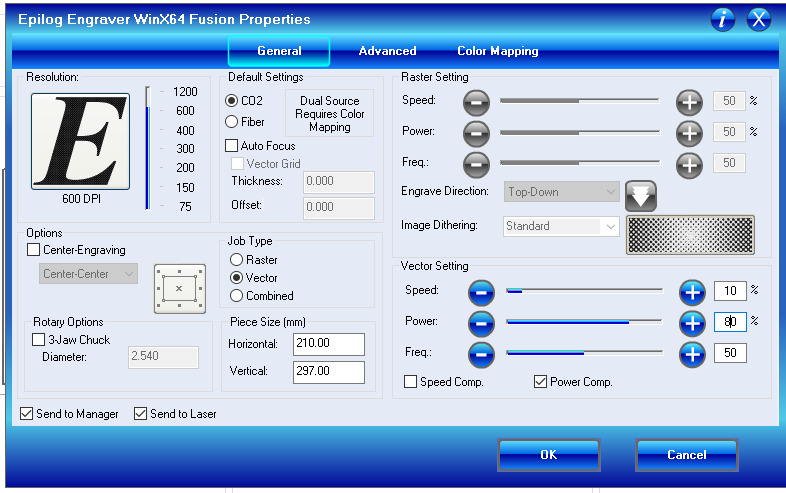 Epilog Engraver WinX64 Fusion Properties
i X
General Advanced Color Mapping
Resolution:
E
600 DPI
1200
600
400
300
200
150
75
Default Settings
CO2
Fiber
Dual Source
Requires Color
Mapping
Auto Focus
Vector Grid
Thickness: 0.000
Offset: 0.000
Options
Center-Engraving
Center-Center
Job Type
Raster
Vector
Combined
Rotary Options
3-Jaw Chuck
Diameter: 2.540
Piece Size (mm)
Horizontal: 210.00
Vertical: 297.00
Raster Setting
Speed: 50 %
Power: 50 %
Freq.: 50
Engrave Direction: Top-Down
Image Dithering: Standard
Vector Setting
Speed: 10 %
Power: 80 %
Freq.: 50
Speed Comp. Power Comp.
Send to Manager Send to Laser
OK Cancel